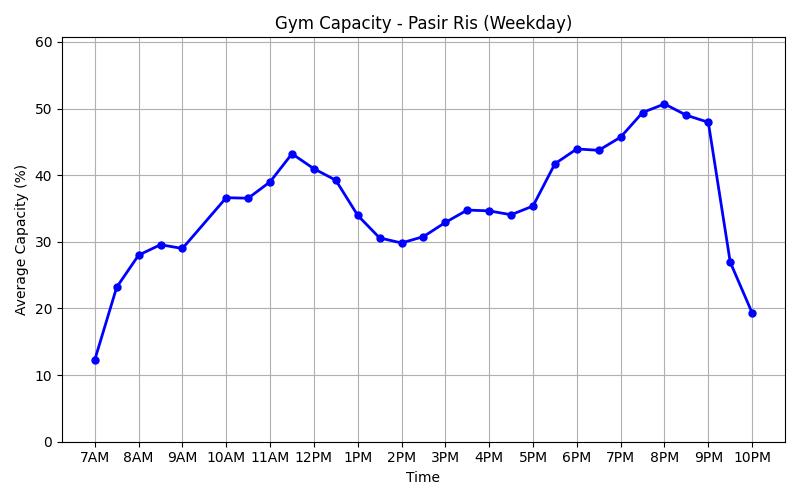 Gym Capacity - Pasir Ris (Weekday)
Average Capacity (%)
60
50
40
30
20
10
0
7AM 8AM 9AM 10AM 11AM 12PM 1PM 2PM 3PM 4PM 5PM 6PM 7PM 8PM 9PM 10PM
Time